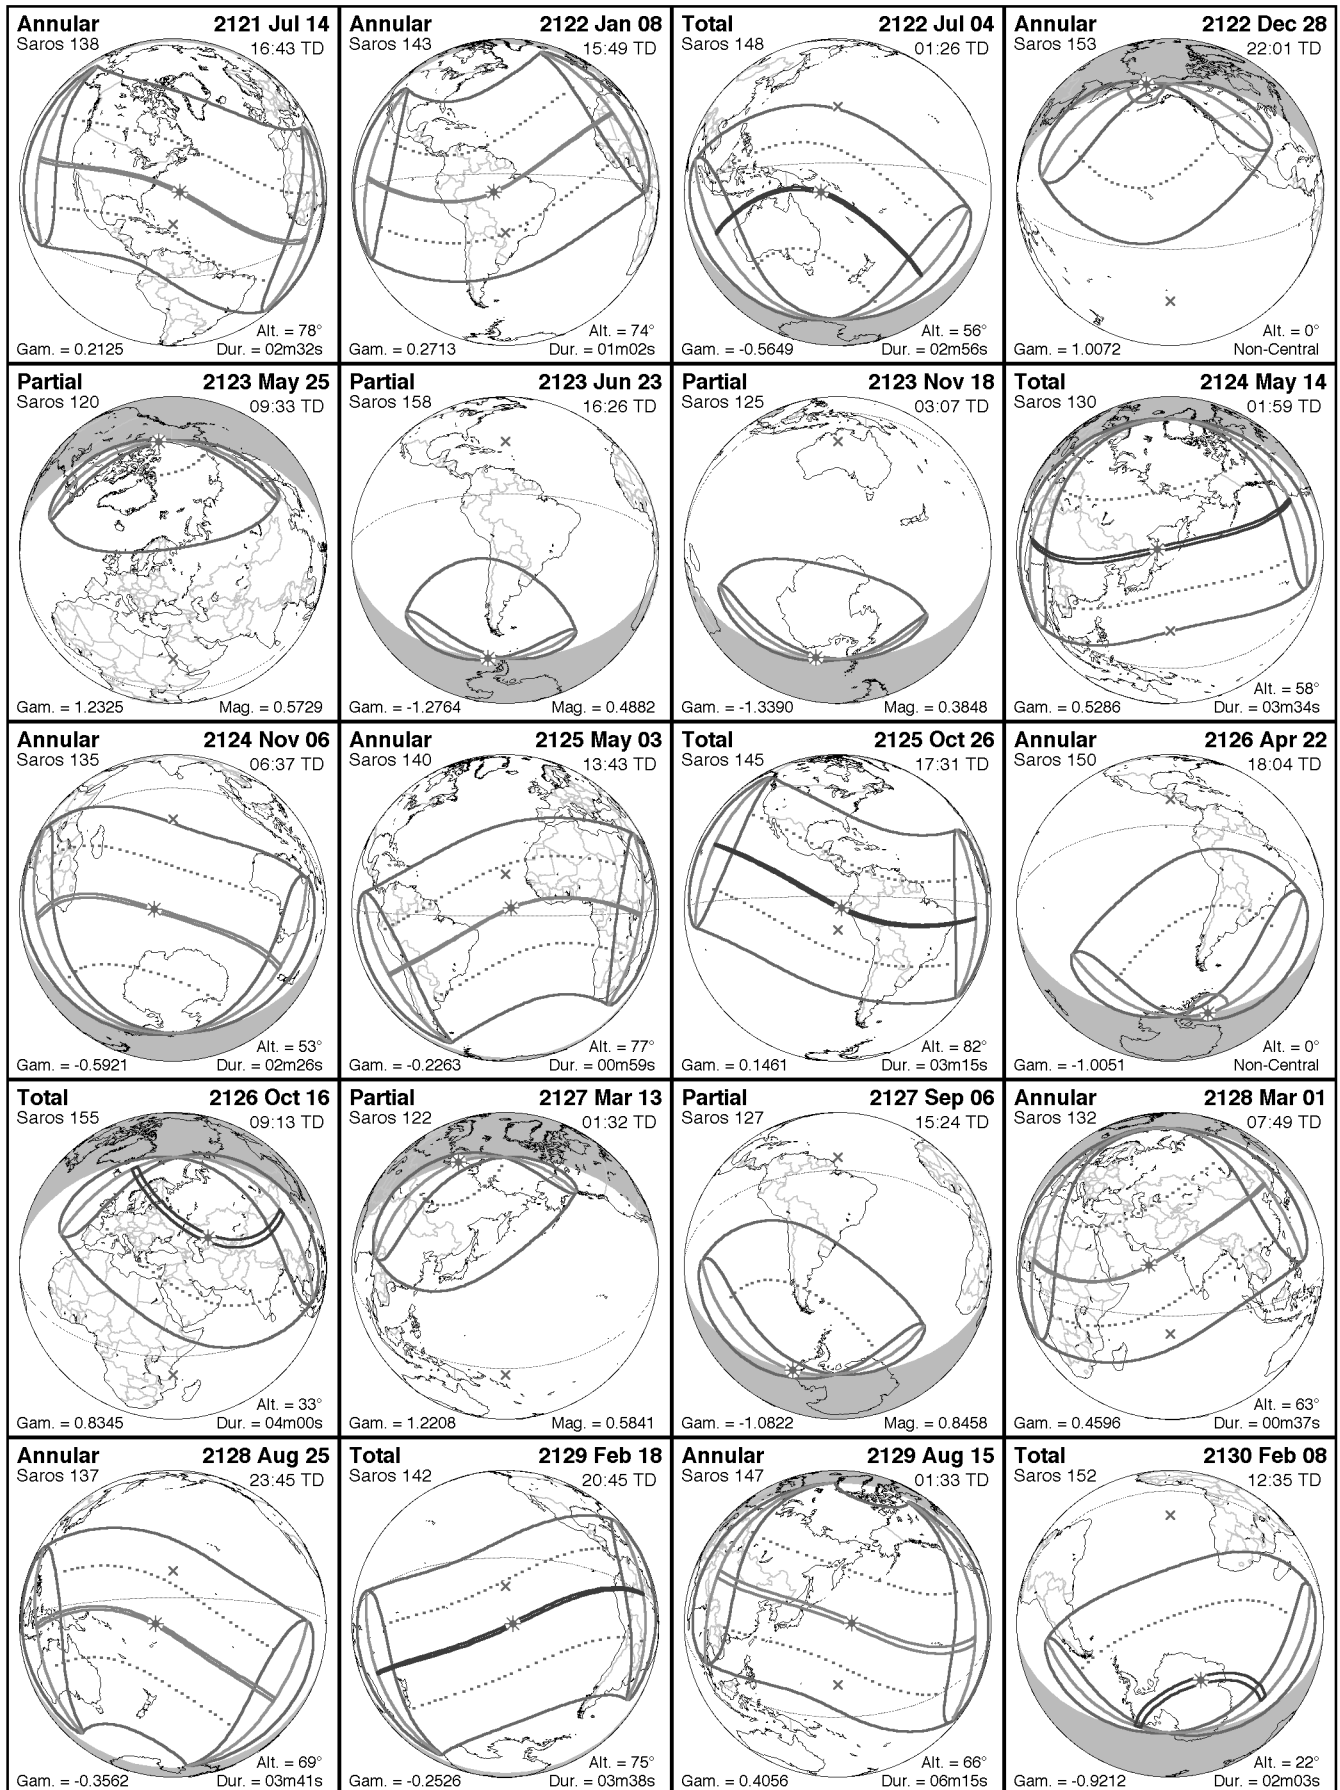 Annular 2121 Jul 14
Saros 138 16:43 TD
Alt. = 78°
Gam. = 0.2125 Dur. = 02m32s
Annular 2122 Jan 08
Saros 143 15:49 TD
Alt. = 74°
Gam. = 0.2713 Dur. = 01m02s
Total 2122 Jul 04
Saros 148 01:26 TD
Alt. = 56°
Gam. = -0.5649 Dur. = 02m56s
Annular 2122 Dec 28
Saros 153 22:01 TD
Alt. = 0°
Gam. = 1.0072 Non-Central
Partial 2123 May 25
Saros 120 09:33 TD
Gam. = 1.2325 Mag. = 0.5729
Partial 2123 Jun 23
Saros 158 16:26 TD
Gam. = -1.2764 Mag. = 0.4882
Partial 2123 Nov 18
Saros 125 03:07 TD
Gam. = -1.3390 Mag. = 0.3848
Total 2124 May 14
Saros 130 01:59 TD
Alt. = 58°
Gam. = 0.5286 Dur. = 03m34s
Annular 2124 Nov 06
Saros 135 06:37 TD
Alt. = 53°
Gam. = -0.5921 Dur. = 02m26s
Annular 2125 May 03
Saros 140 13:43 TD
Alt. = 77°
Gam. = -0.2263 Dur. = 00m59s
Total 2125 Oct 26
Saros 145 17:31 TD
Alt. = 82°
Gam. = 0.1461 Dur. = 03m15s
Annular 2126 Apr 22
Saros 150 18:04 TD
Alt. = 0°
Gam. = -1.0051 Non-Central
Total 2126 Oct 16
Saros 155 09:13 TD
Alt. = 33°
Gam. = 0.8345 Dur. = 04m00s
Partial 2127 Mar 13
Saros 122 01:32 TD
Gam. = 1.2208 Mag. = 0.5841
Partial 2127 Sep 06
Saros 127 15:24 TD
Gam. = -1.0822 Mag. = 0.8458
Annular 2128 Mar 01
Saros 132 07:49 TD
Alt. = 63°
Gam. = 0.4596 Dur. = 00m37s
Annular 2128 Aug 25
Saros 137 23:45 TD
Alt. = 69°
Gam. = -0.3562 Dur. = 03m41s
Total 2129 Feb 18
Saros 142 20:45 TD
Alt. = 75°
Gam. = -0.2526 Dur. = 03m38s
Annular 2129 Aug 15
Saros 147 01:33 TD
Alt. = 66°
Gam. = 0.4056 Dur. = 06m15s
Total 2130 Feb 08
Saros 152 12:35 TD
Alt. = 22°
Gam. = -0.9212 Dur. = 02m03s